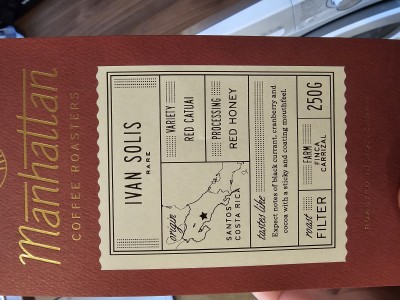 Manhattan
COFFEE ROASTERS
IVAN SOLIS
RARE
VARIETY
RED CATUAI
PROCESSING
RED HONEY
origin
SANTOS
COSTA RICA
tastes like
Expect notes of black currant, cranberry and
cocoa with a sticky and coating mouthfeel.
roast
FILTER
FARM
FINCA
CARRIZAL
250G